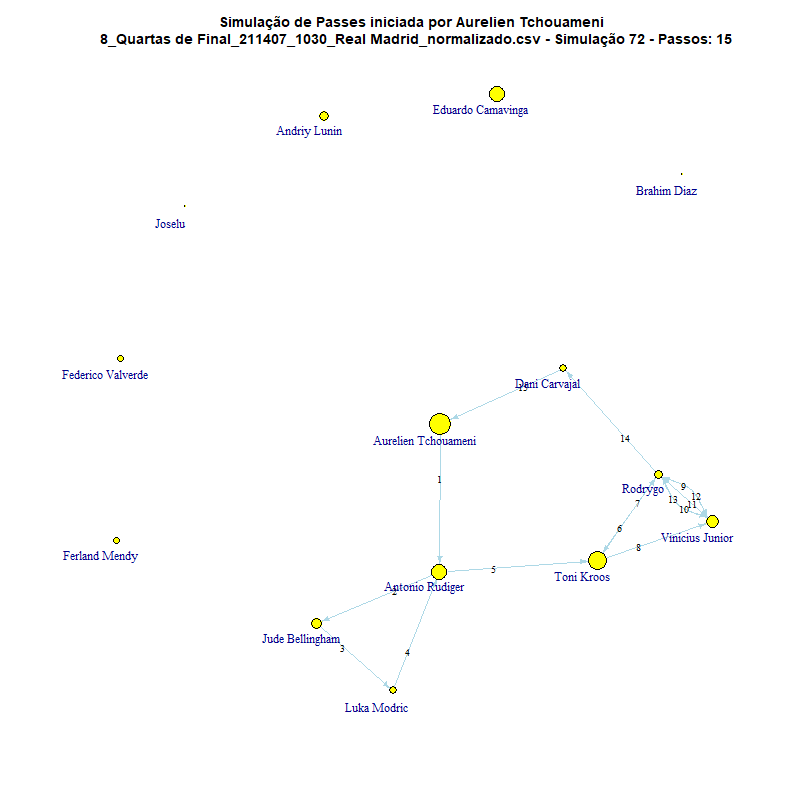 Simulação de Passes iniciada por Aurelien Tchouameni
8_Quartas de Final_211407_1030_Real Madrid_normalizado.csv - Simulação 72 - Passos: 15
Eduardo Camavinga
Andriy Lunin
Brahim Diaz
Joselu
Federico Valverde
Dani Carvajal
15
Aurelien Tchouameni
14
1
Rodrygo
9
12
13
11
10
7
6
Vinicius Junior
8
Ferland Mendy
5
Toni Kroos
Antonio Rudiger
2
Jude Bellingham
3
4
Luka Modric